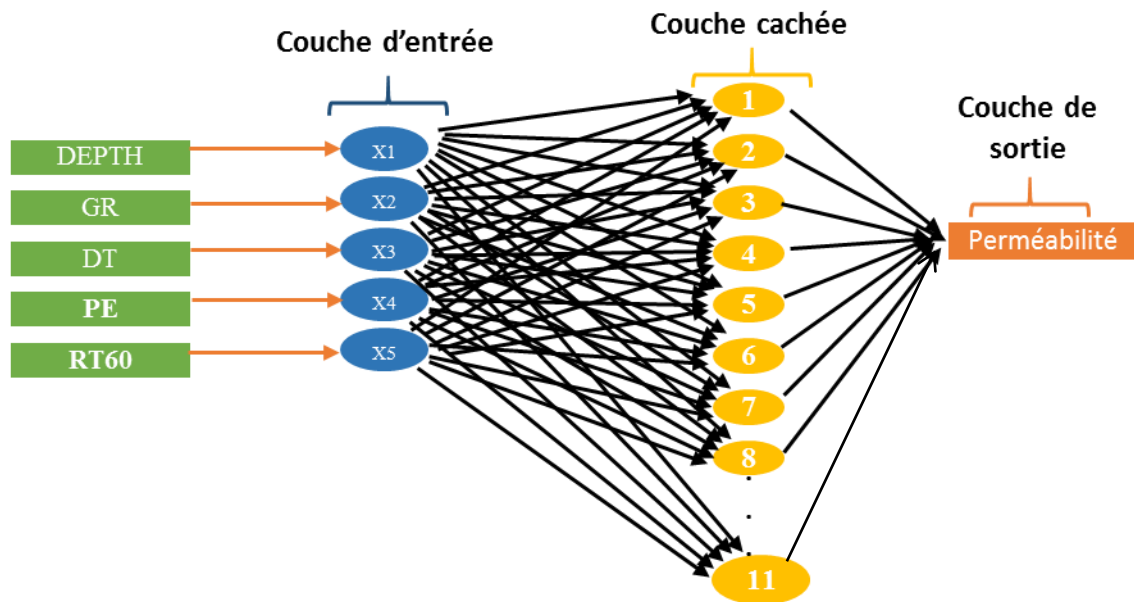 Couche d'entrée
Couche cachée
Couche de
sortie
DEPTH
GR
DT
PE
RT60
X1
X2
X3
X4
X5
1
2
3
4
5
6
7
8
.
.
.
11
Perméabilité